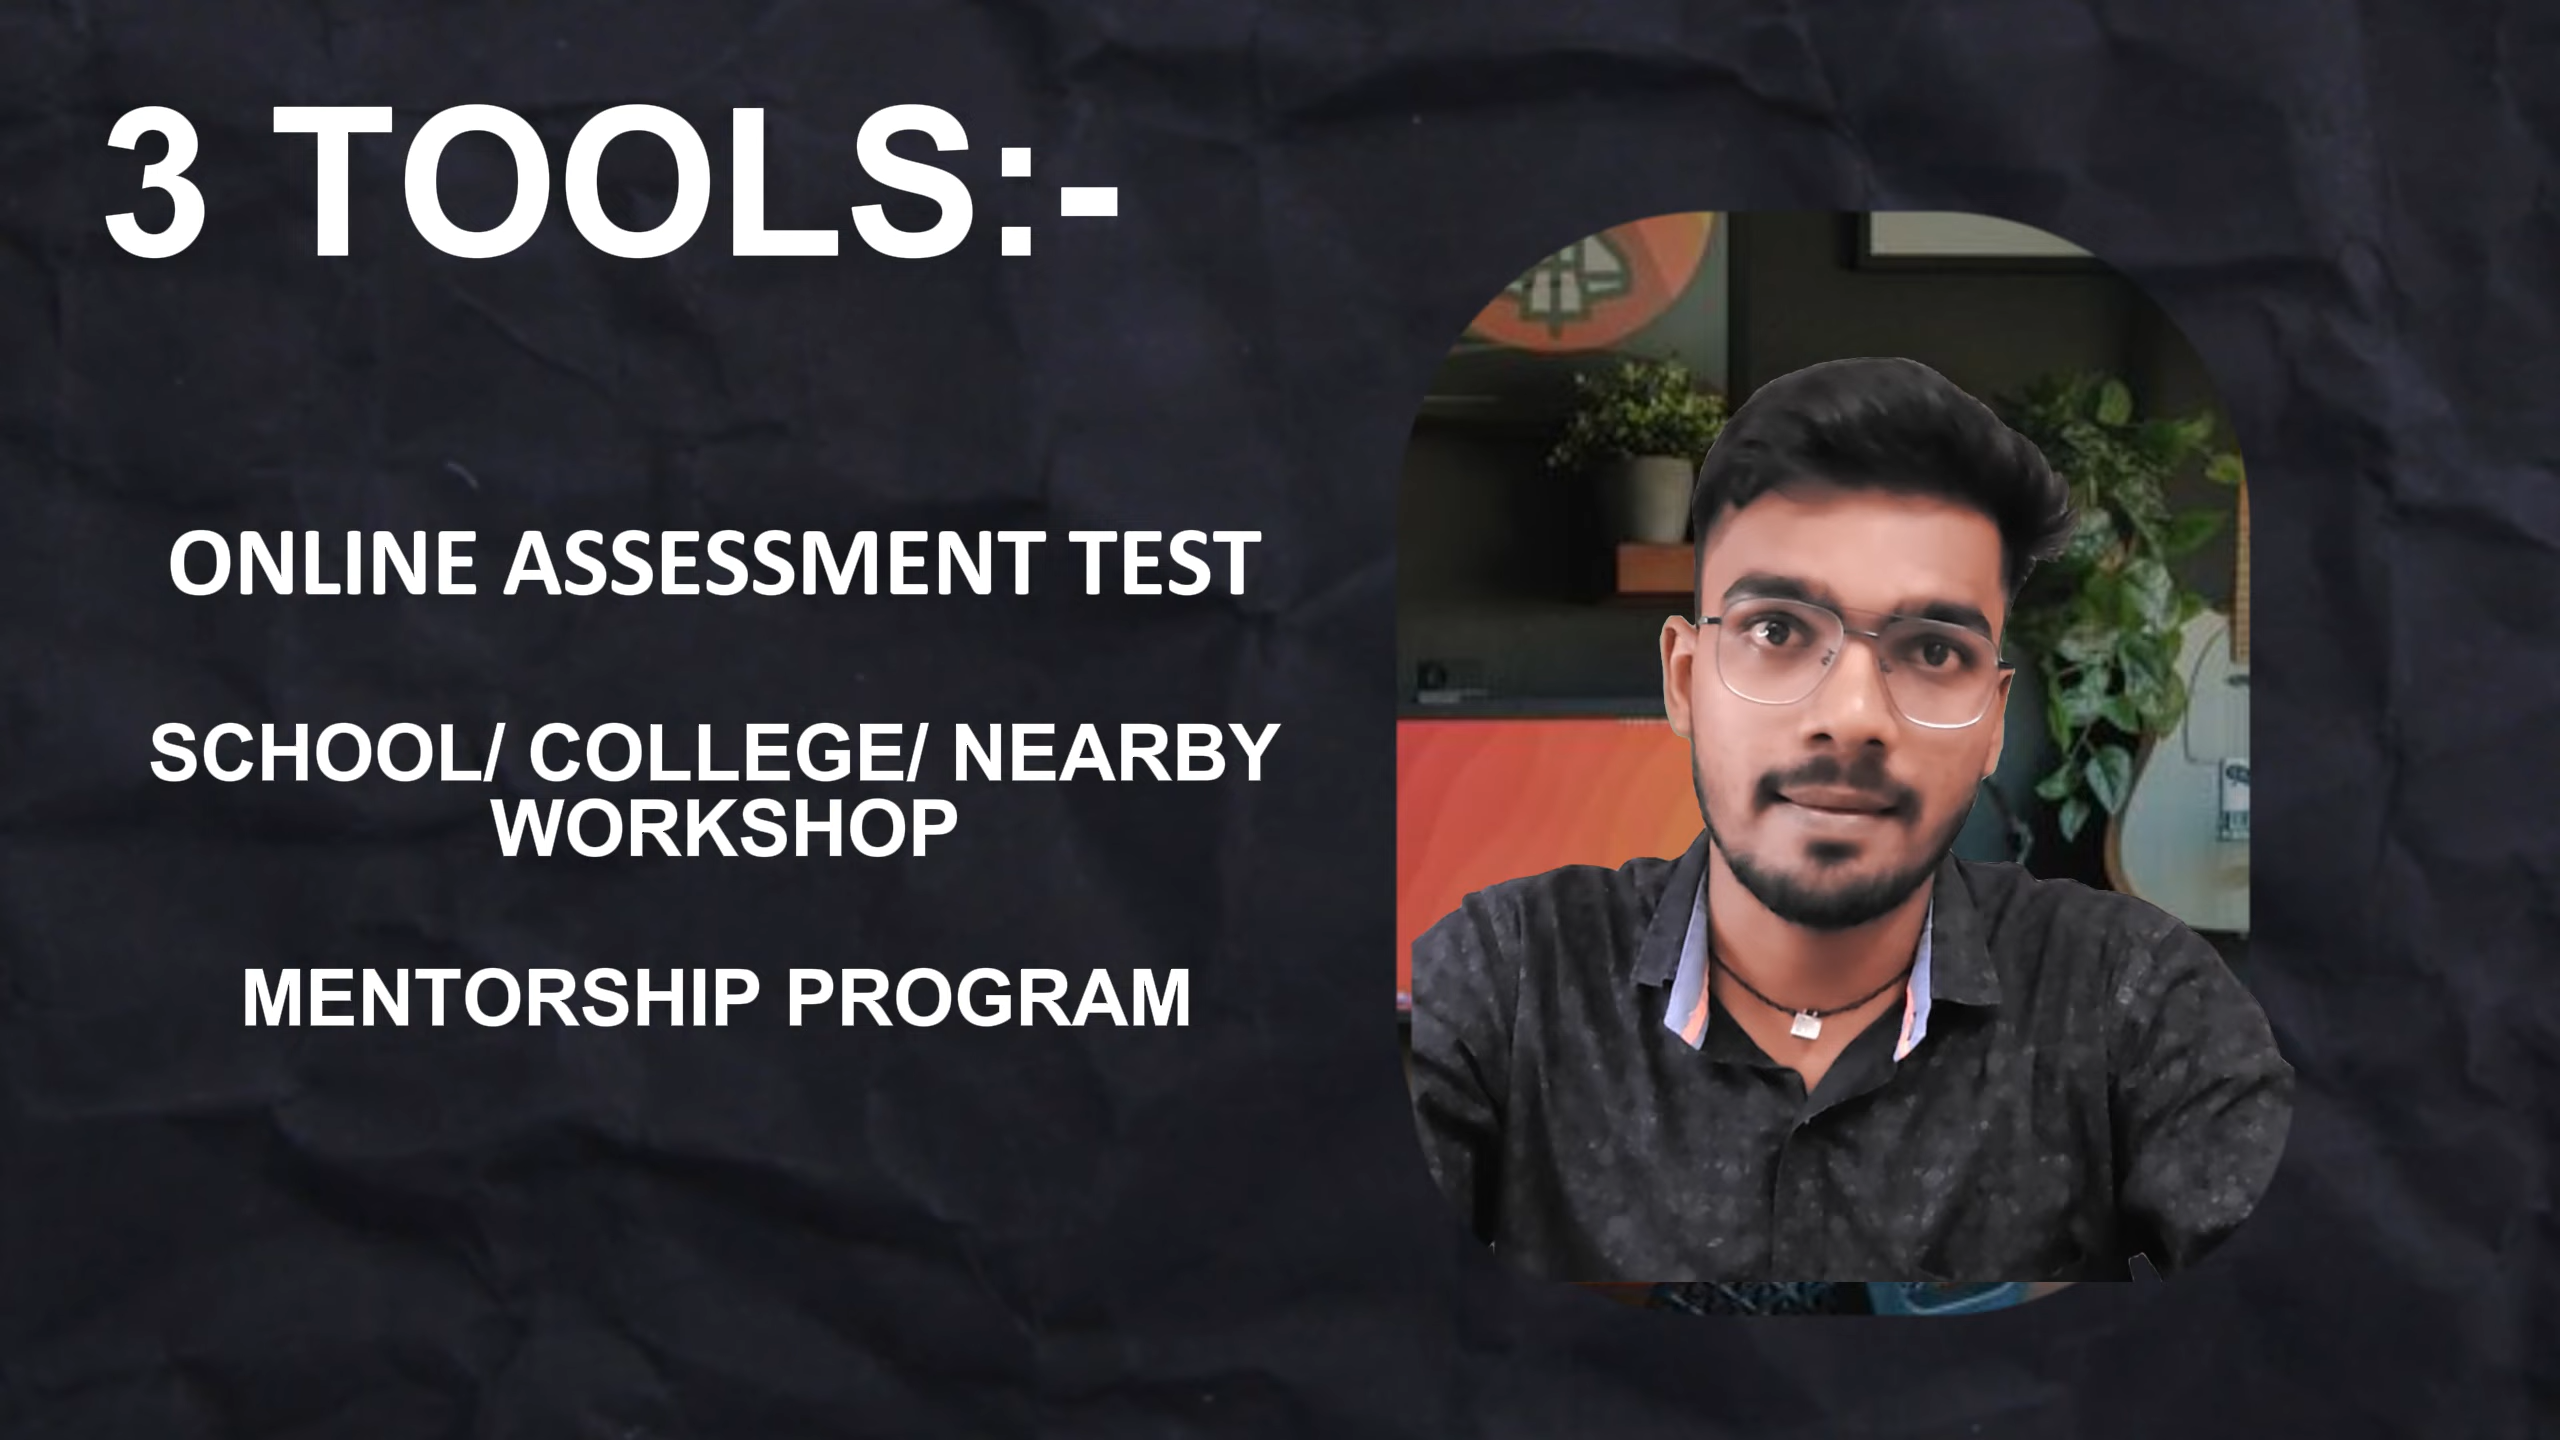 3 TOOLS:-
ONLINE ASSESSMENT TEST
SCHOOL/ COLLEGE/ NEARBY
WORKSHOP
MENTORSHIP PROGRAM